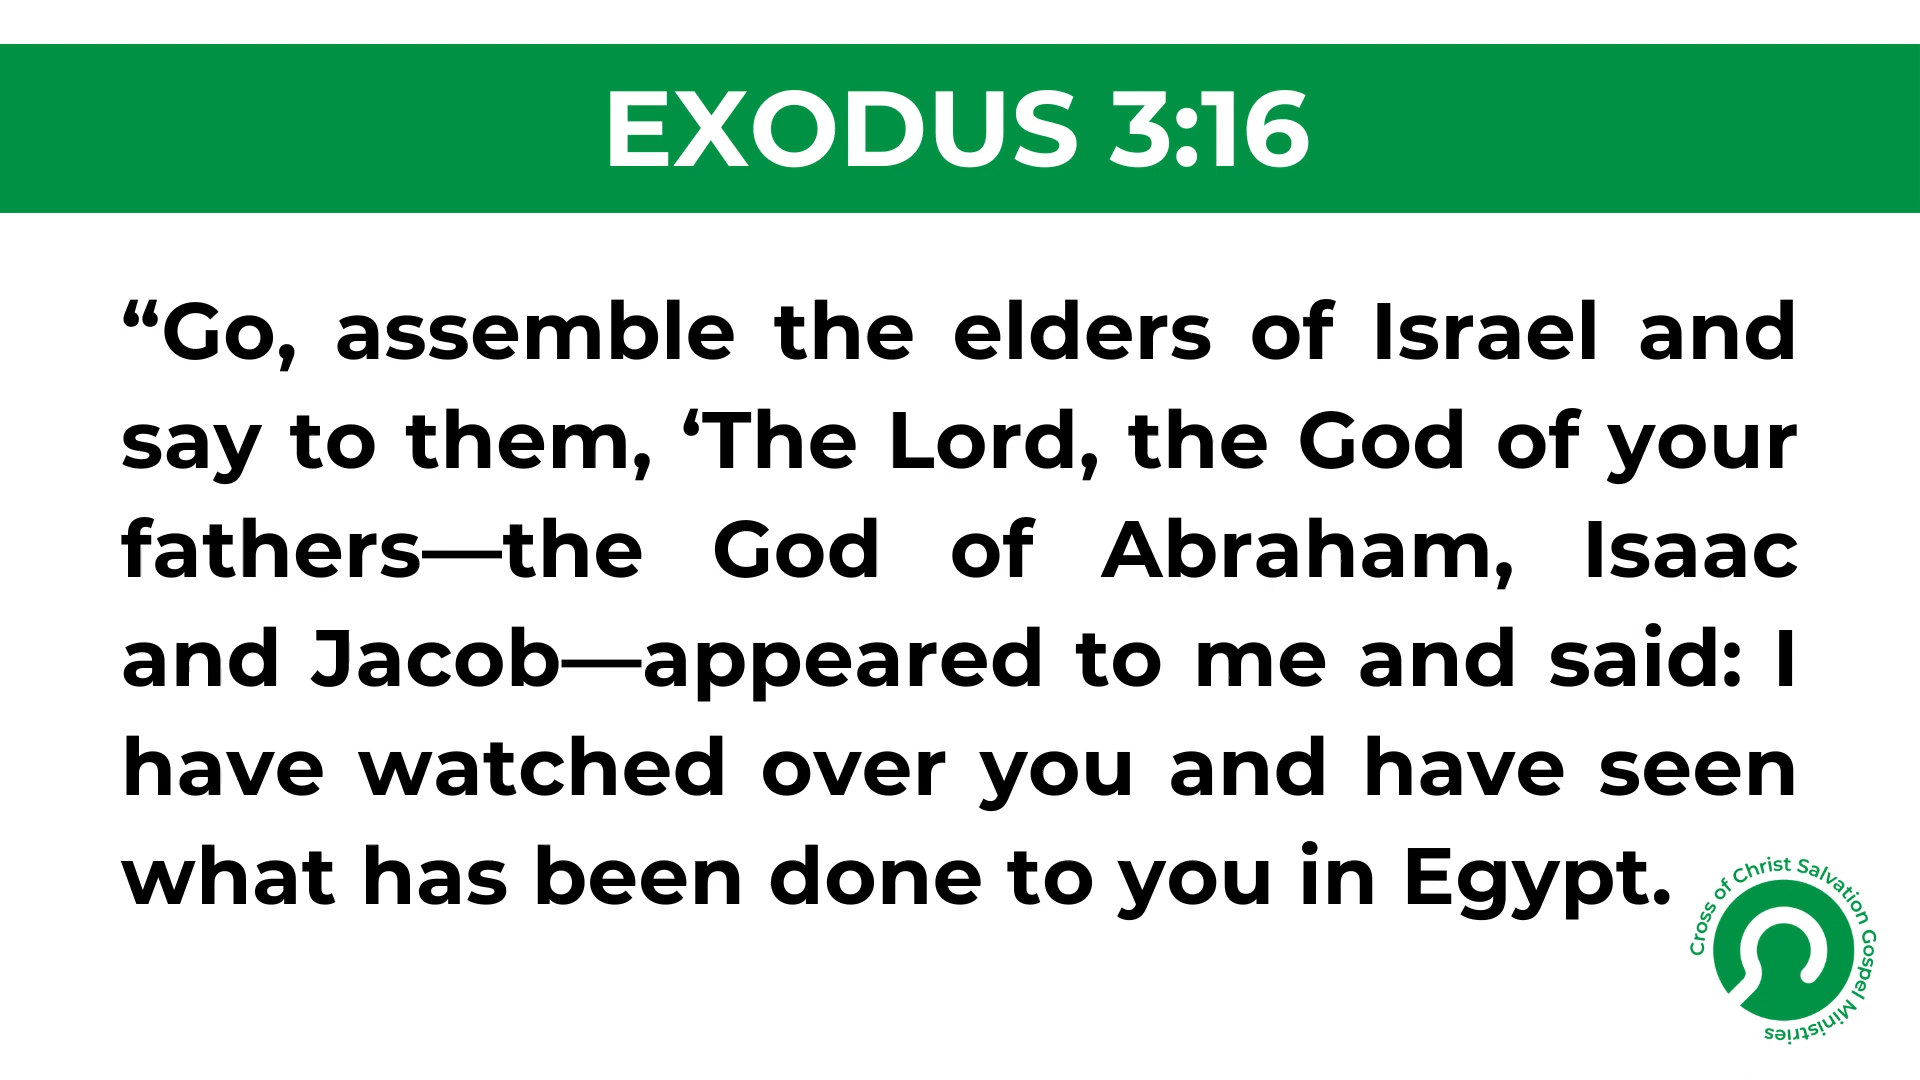 EXODUS 3:16
“Go, assemble the elders of Israel and
say to them, ‘The Lord, the God of your
fathers—the God of Abraham, Isaac
and Jacob—appeared to me and said: I
have watched over you and have seen
what has been done to you in Egypt.
Cross of Christ Salvation Gospel Ministries